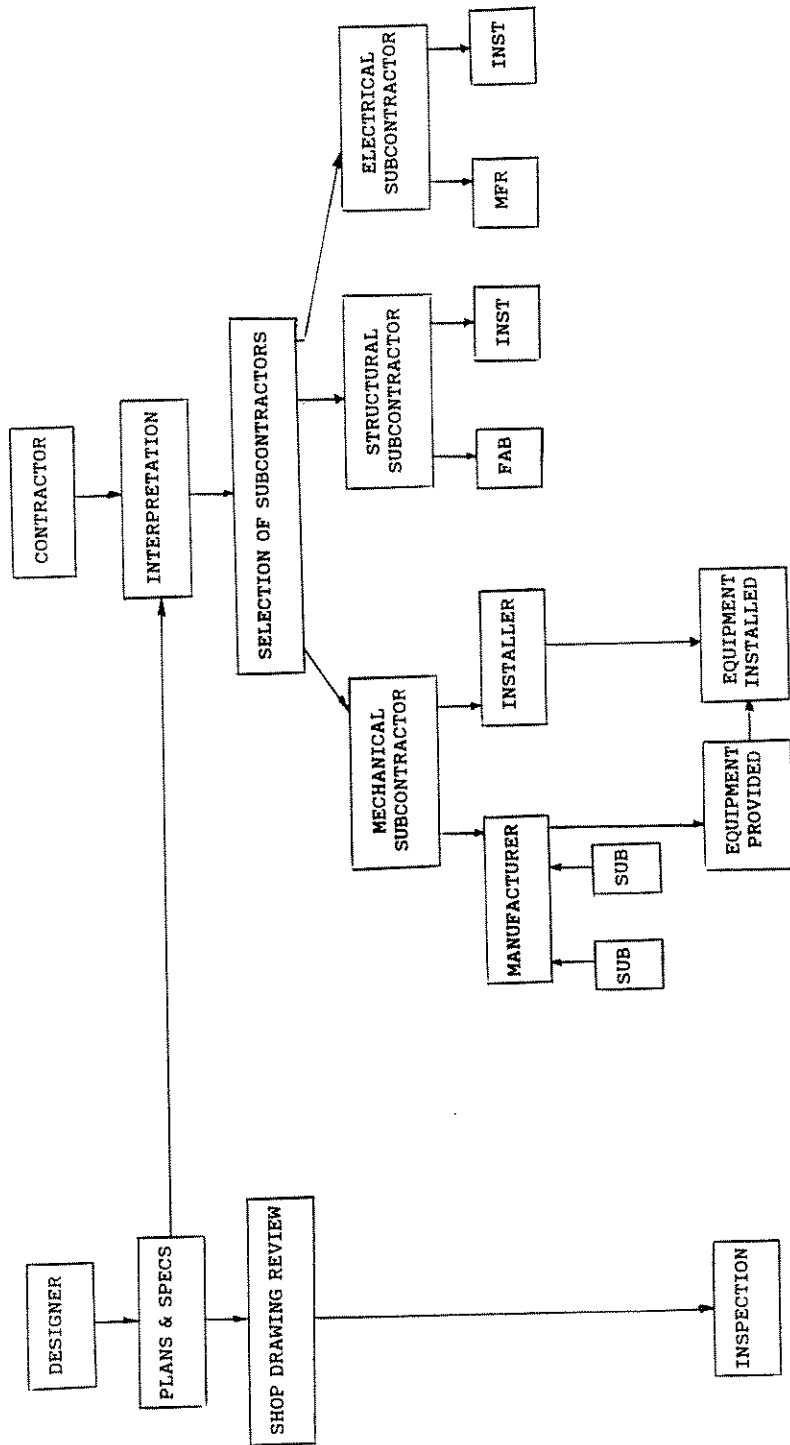 DESIGNER
CONTRACTOR
PLANS & SPECS
INTERPRETATION
SHOP DRAWING REVIEW
SELECTION OF SUBCONTRACTORS
MECHANICAL
SUBCONTRACTOR
STRUCTURAL
SUBCONTRACTOR
ELECTRICAL
SUBCONTRACTOR
MANUFACTURER
INSTALLER
FAB
INST
MFR
INST
SUB
SUB
INSPECTION
EQUIPMENT
PROVIDED
EQUIPMENT
INSTALLED